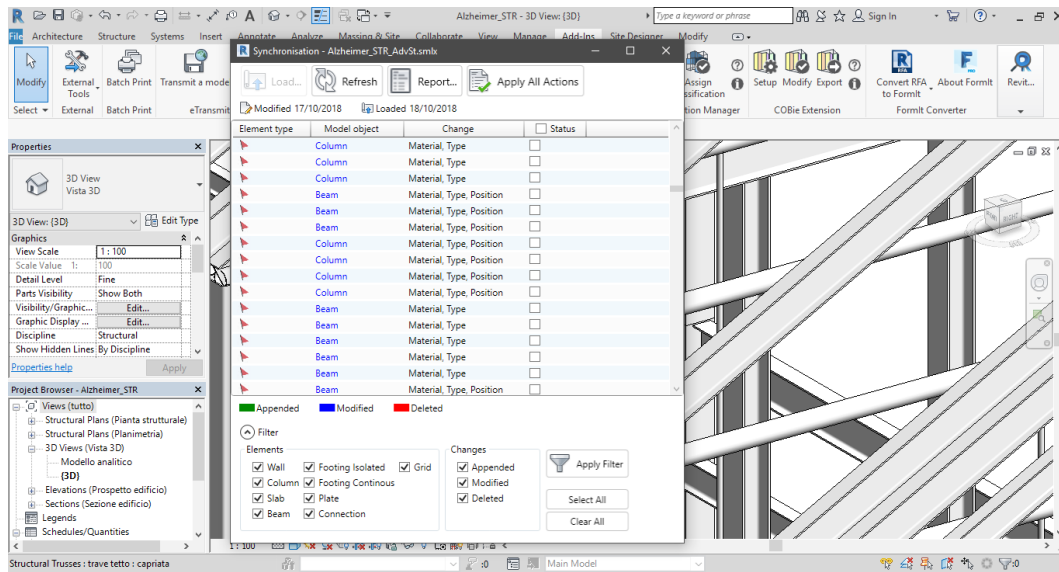 Alzheimer_STR - 3D View: {3D}
Type a keyword or phrase
Sign In
File Architecture Structure Systems Insert Annotate Analyze Massing & Site Collaborate View Manage Add-Ins Site Designer Modify
Modify
External Tools
Batch Print
Transmit a mode
Select
External
Batch Print
eTransmit
Assign
ssification
tion Manager
Setup Modify Export
COBie Extension
Convert RFA to FormIt
About FormIt
FormIt Converter
Revit...
Synchronisation - Alzheimer_STR_AdvSt.smlx
Load... Refresh Report... Apply All Actions
Modified 17/10/2018 Loaded 18/10/2018
Element type Model object Change Status
Column Material, Type
Column Material, Type
Column Material, Type
Beam Material, Type, Position
Beam Material, Type, Position
Beam Material, Type, Position
Column Material, Type, Position
Column Material, Type, Position
Column Material, Type, Position
Column Material, Type, Position
Beam Material, Type
Beam Material, Type
Beam Material, Type
Beam Material, Type
Beam Material, Type
Beam Material, Type, Position
Appended Modified Deleted
Filter
Elements
Wall Footing Isolated Grid
Column Footing Continous
Slab Plate
Beam Connection
Changes
Appended
Modified
Deleted
Apply Filter
Select All
Clear All
Properties
3D View
Vista 3D
3D View: {3D} Edit Type
Graphics
View Scale 1 : 100
Scale Value 1: 100
Detail Level Fine
Parts Visibility Show Both
Visibility/Graphic... Edit...
Graphic Display ... Edit...
Discipline Structural
Show Hidden Lines By Discipline
Properties help Apply
Project Browser - Alzheimer_STR
Views (tutto)
Structural Plans (Pianta strutturale)
Structural Plans (Planimetria)
3D Views (Vista 3D)
Modello analitico
{3D}
Elevations (Prospetto edificio)
Sections (Sezione edificio)
Legends
Schedules/Quantities
RIGHT
1 : 100
Structural Trusses : trave tetto : capriata
:0
Main Model
:0